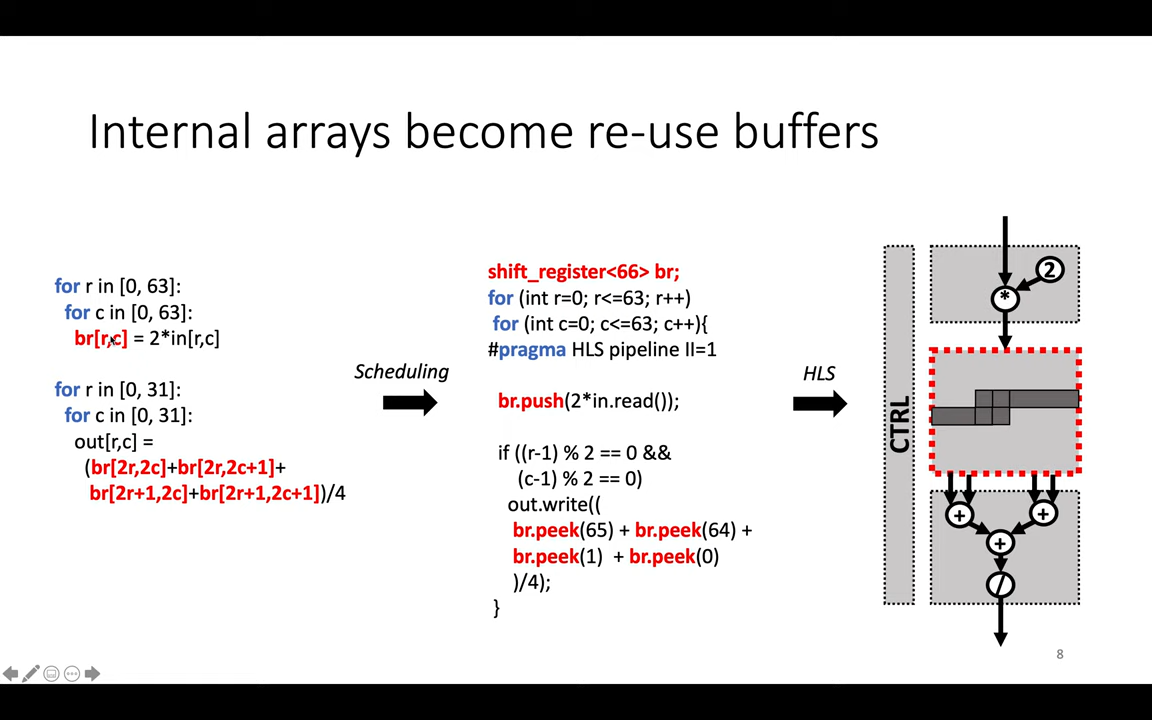 Internal arrays become re-use buffers
for r in [0, 63]:
for c in [0, 63]:
br[r,c] = 2*in[r,c]
for r in [0, 31]:
for c in [0, 31]:
out[r,c] =
(br[2r,2c]+br[2r,2c+1]+
br[2r+1,2c]+br[2r+1,2c+1])/4
Scheduling
shift_register<66> br;
for (int r=0; r<=63; r++)
for (int c=0; c<=63; c++){
#pragma HLS pipeline II=1
br.push(2*in.read());
if ((r-1) % 2 == 0 &&
(c-1) % 2 == 0)
out.write((
br.peek(65) + br.peek(64) +
br.peek(1) + br.peek(0)
)/4);
}
HLS
CTRL
2
*
+
+
+
/
8